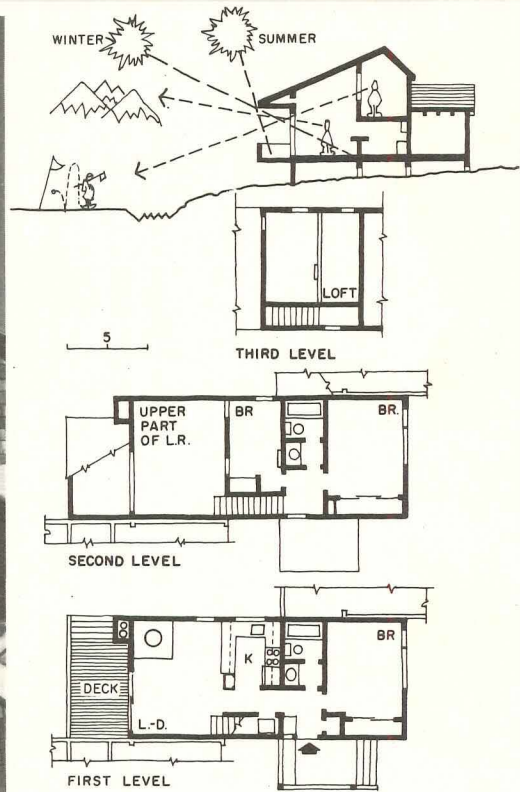 WINTER
SUMMER
LOFT
5
THIRD LEVEL
UPPER
PART
OF L.R.
BR
BR.
SECOND LEVEL
BR
K
DECK
L.-D.
FIRST LEVEL